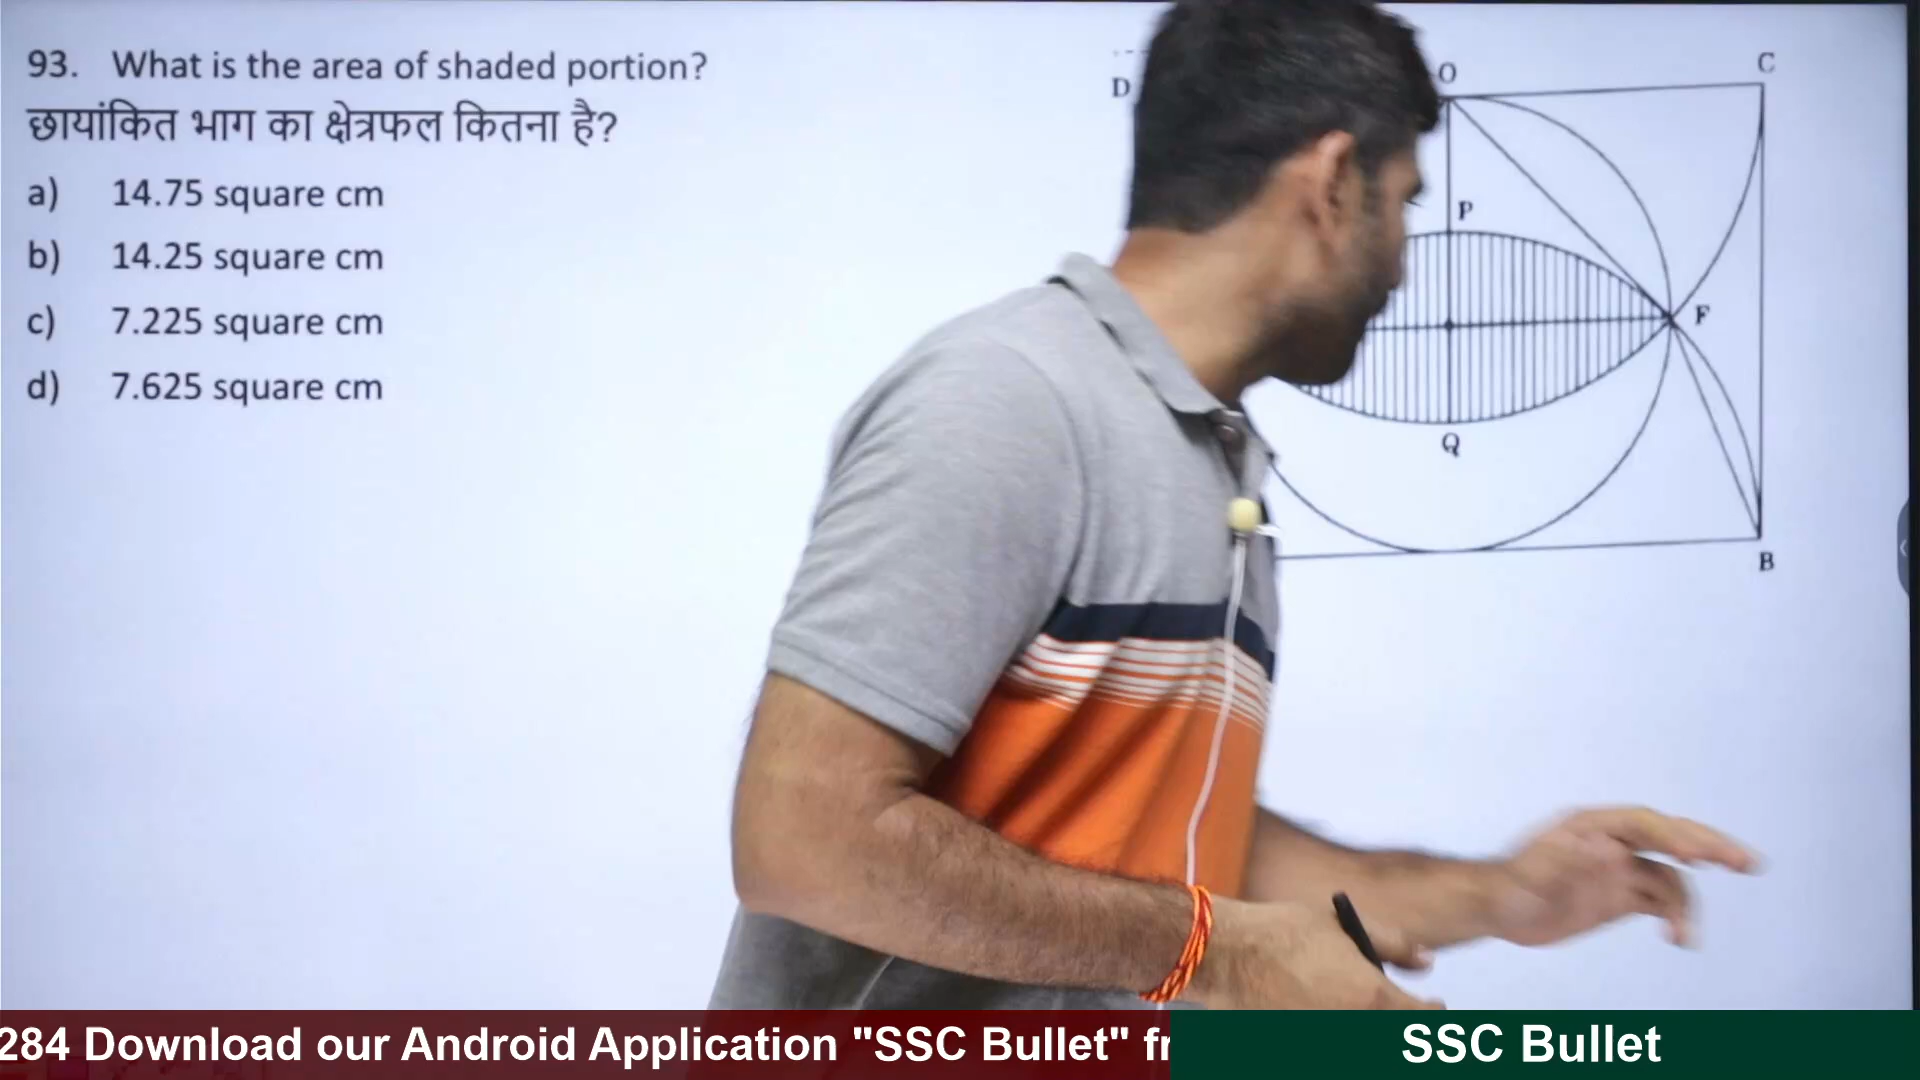 93. What is the area of shaded portion?
छायांकित भाग का क्षेत्रफल कितना है?
a) 14.75 square cm
b) 14.25 square cm
c) 7.225 square cm
d) 7.625 square cm
D
O
C
P
F
Q
B
284 Download our Android Application "SSC Bullet" fr
SSC Bullet